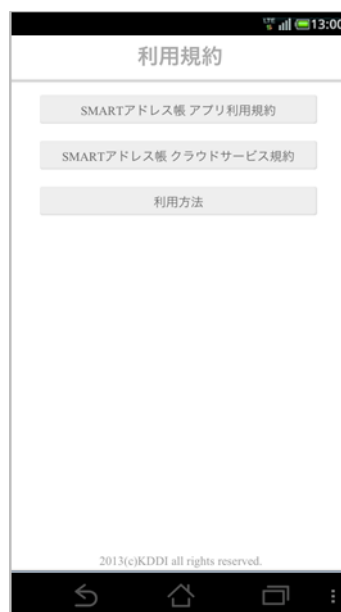 LTE 13:00
利用規約
SMARTアドレス帳 アプリ利用規約
SMARTアドレス帳 クラウドサービス規約
利用方法
2013(c)KDDI all rights reserved.